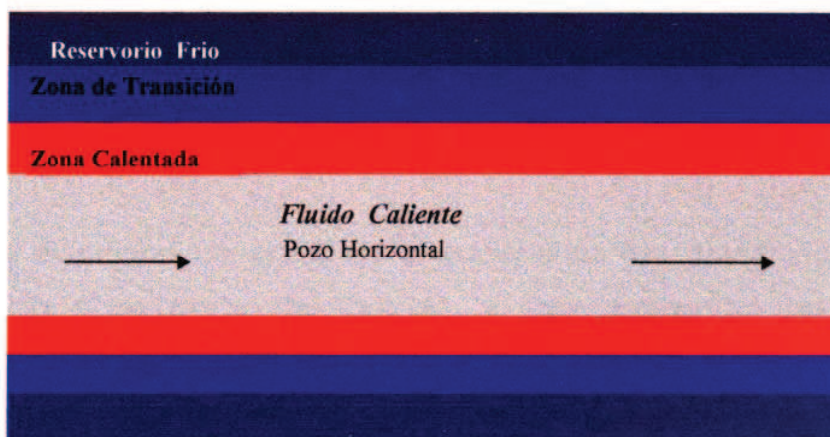 Reservorio Frio
Zona de Transición
Zona Calentada
Fluido Caliente
Pozo Horizontal